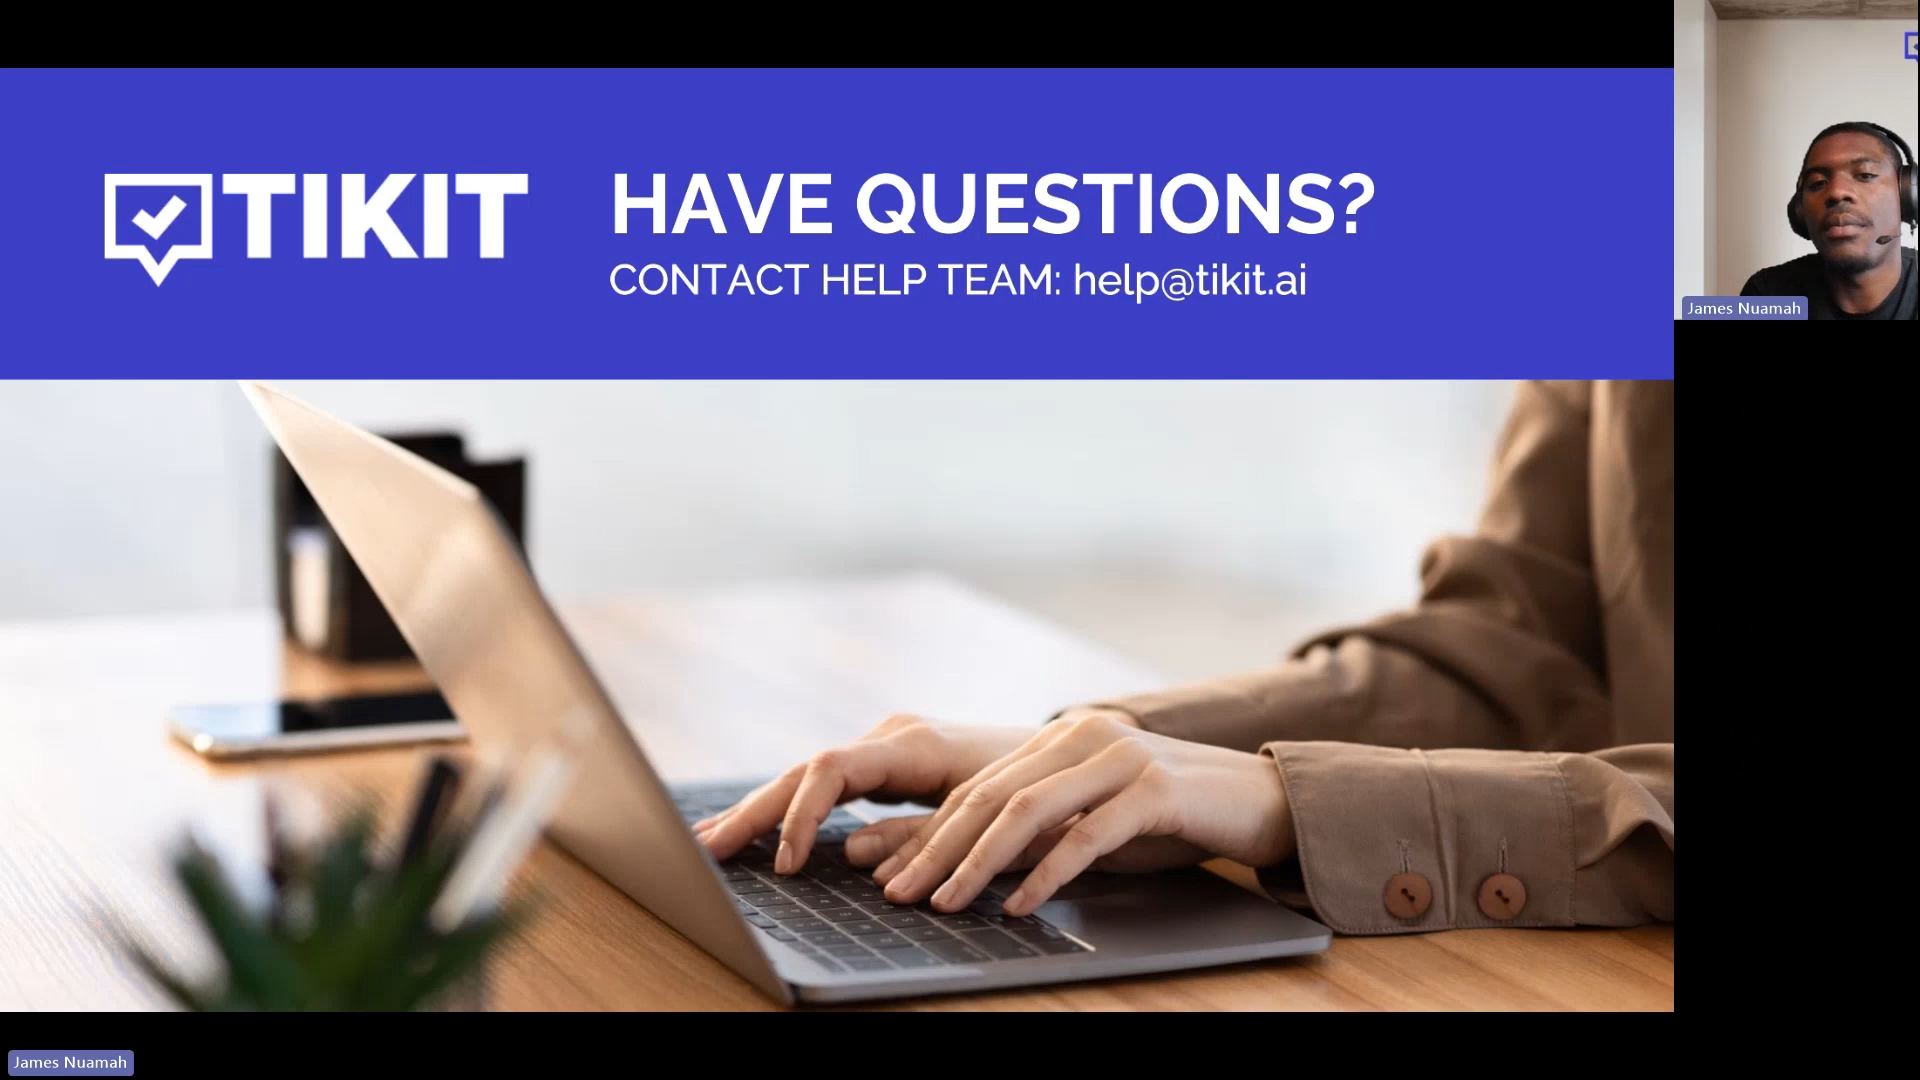 TIKIT
HAVE QUESTIONS?
CONTACT HELP TEAM: help@tikit.ai
James Nuamah
James Nuamah